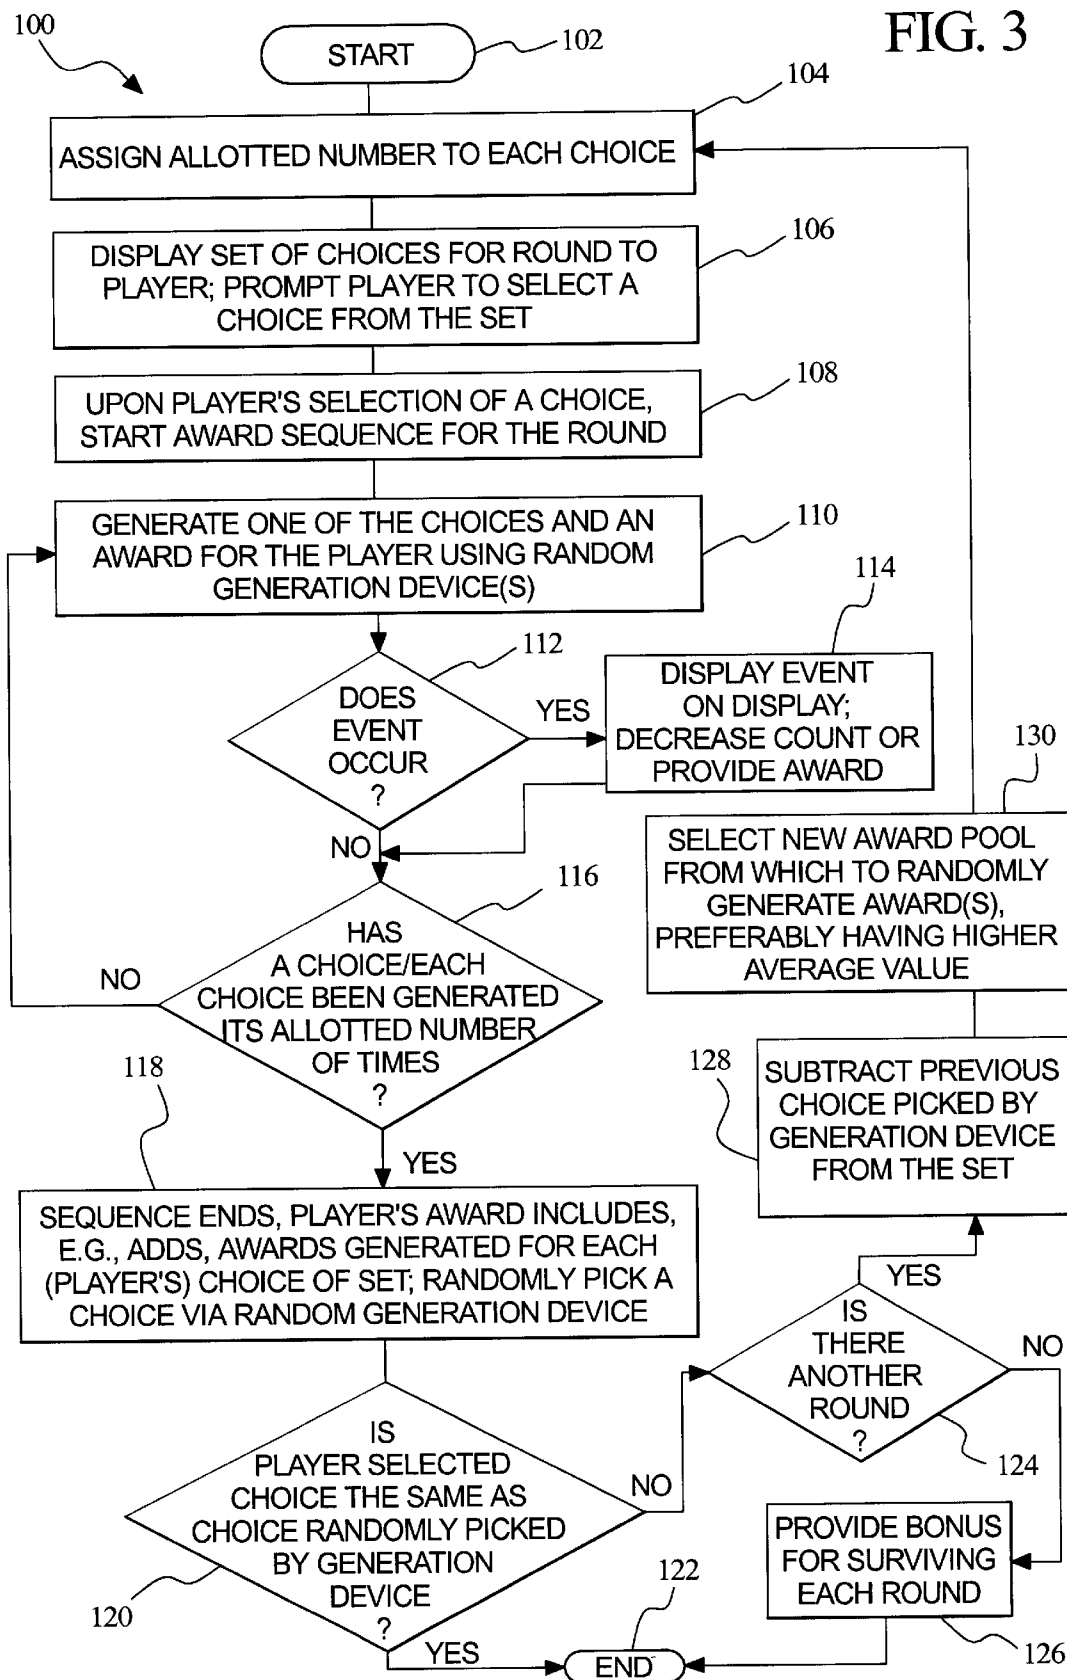 FIG. 3
100
START
102
104
ASSIGN ALLOTTED NUMBER TO EACH CHOICE
106
DISPLAY SET OF CHOICES FOR ROUND TO
PLAYER; PROMPT PLAYER TO SELECT A
CHOICE FROM THE SET
108
UPON PLAYER'S SELECTION OF A CHOICE,
START AWARD SEQUENCE FOR THE ROUND
110
GENERATE ONE OF THE CHOICES AND AN
AWARD FOR THE PLAYER USING RANDOM
GENERATION DEVICE(S)
112
DOES
EVENT
OCCUR
?
YES
NO
114
DISPLAY EVENT
ON DISPLAY;
DECREASE COUNT OR
PROVIDE AWARD
116
HAS
A CHOICE/EACH
CHOICE BEEN GENERATED
ITS ALLOTTED NUMBER
OF TIMES
?
NO
YES
118
SEQUENCE ENDS, PLAYER'S AWARD INCLUDES,
E.G., ADDS, AWARDS GENERATED FOR EACH
(PLAYER'S) CHOICE OF SET; RANDOMLY PICK A
CHOICE VIA RANDOM GENERATION DEVICE
IS
PLAYER SELECTED
CHOICE THE SAME AS
CHOICE RANDOMLY PICKED
BY GENERATION
DEVICE
?
120
NO
YES
122
END
IS
THERE
ANOTHER
ROUND
?
124
YES
NO
PROVIDE BONUS
FOR SURVIVING
EACH ROUND
126
128
SUBTRACT PREVIOUS
CHOICE PICKED BY
GENERATION DEVICE
FROM THE SET
130
SELECT NEW AWARD POOL
FROM WHICH TO RANDOMLY
GENERATE AWARD(S),
PREFERABLY HAVING HIGHER
AVERAGE VALUE